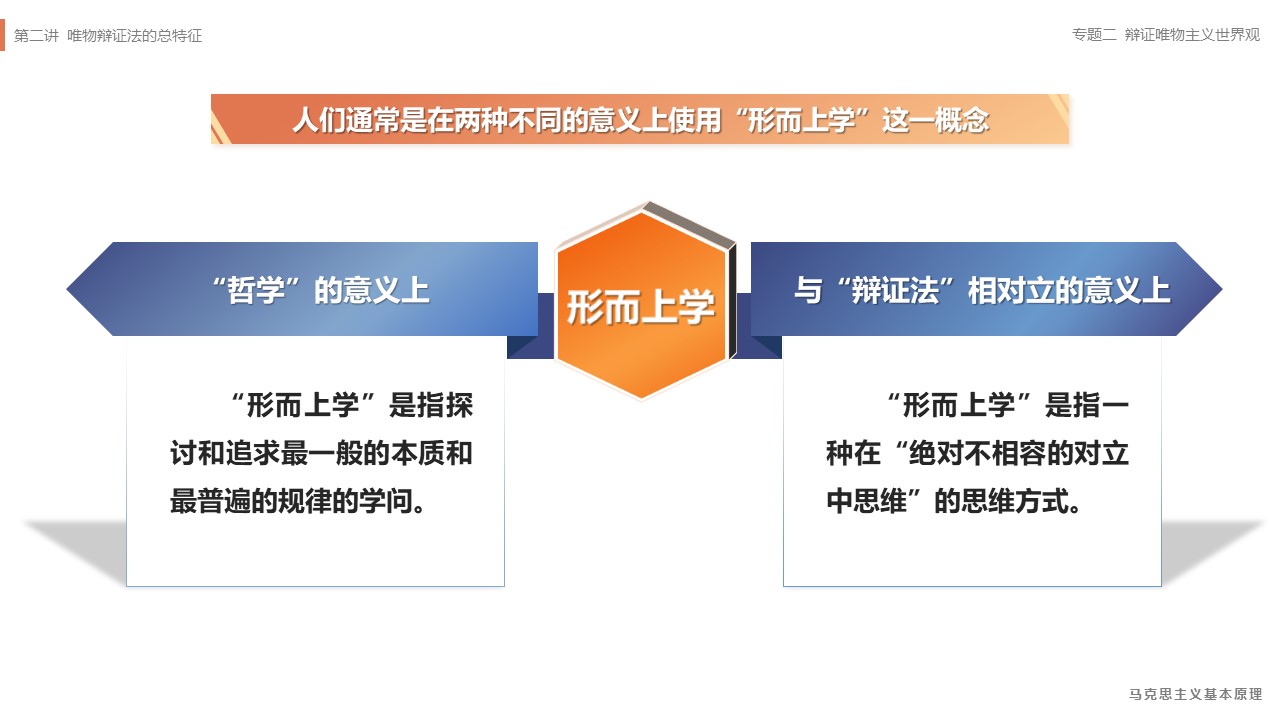 第二讲 唯物辩证法的总特征
专题二 辩证唯物主义世界观
人们通常是在两种不同的意义上使用“形而上学”这一概念
“哲学”的意义上
形而上学
与“辩证法”相对立的意义上
“形而上学”是指探
讨和追求最一般的本质和
最普遍的规律的学问。
“形而上学”是指一
种在“绝对不相容的对立
中思维”的思维方式。
马克思主义基本原理